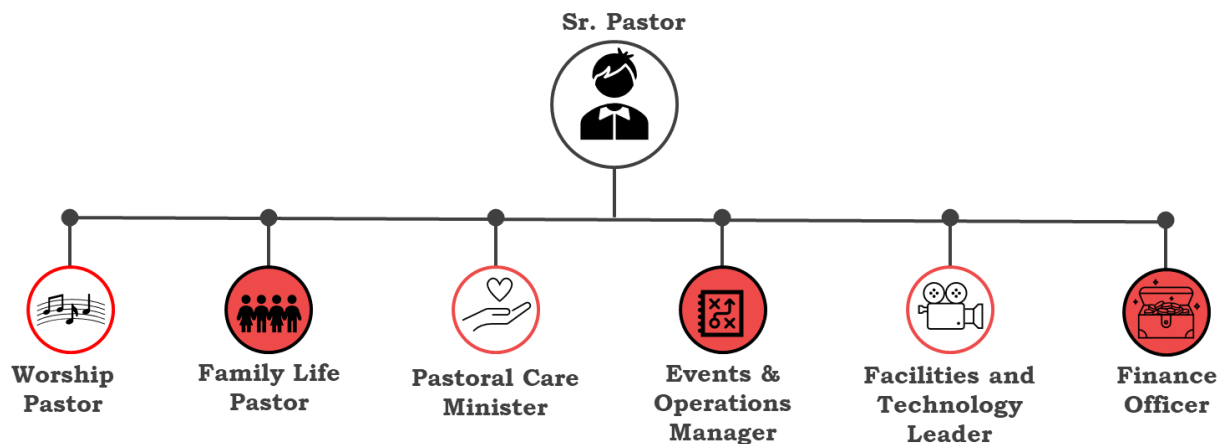 Sr. Pastor
Worship
Pastor
Family Life
Pastor
Pastoral Care
Minister
Events &
Operations
Manager
Facilities and
Technology
Leader
Finance
Officer